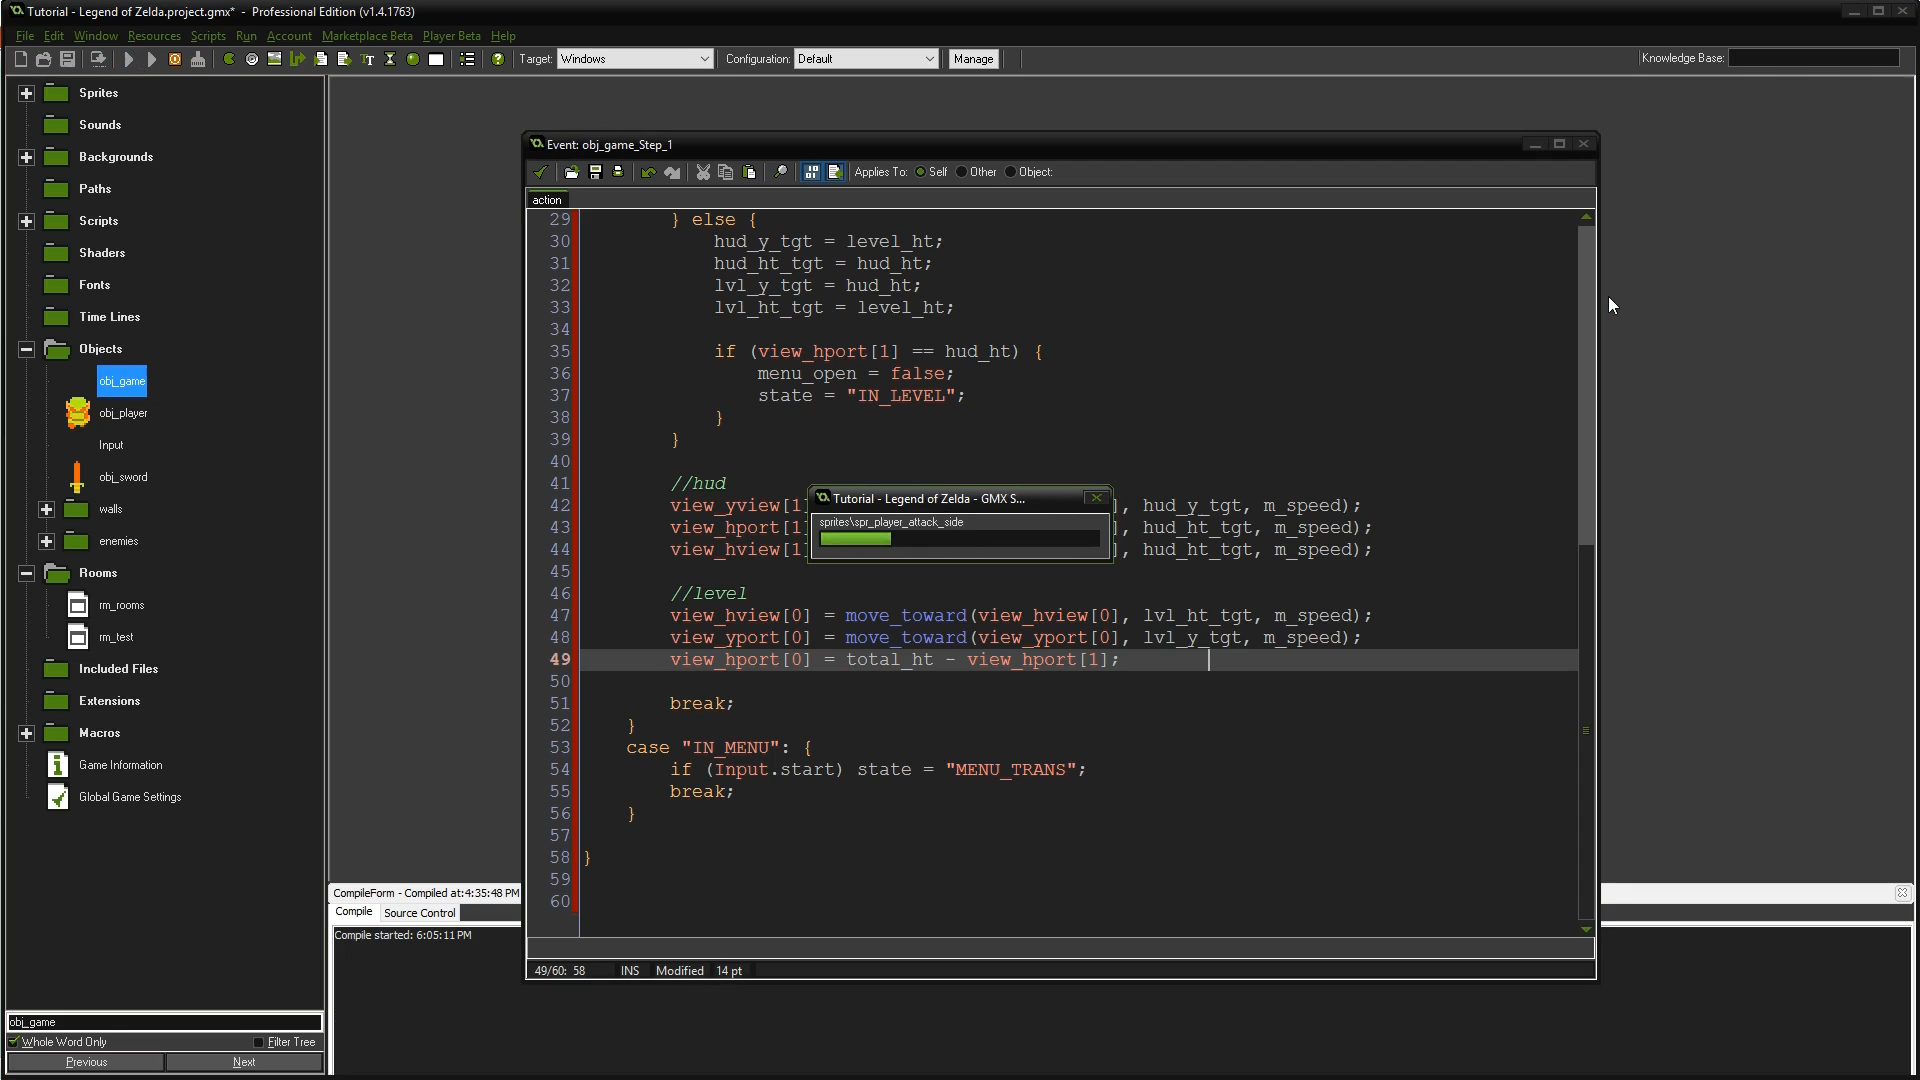 Tutorial - Legend of Zelda.project.gmx* - Professional Edition (v1.4.1763)
File Edit Window Resources Scripts Run Account Marketplace Beta Player Beta Help
Target: Windows Configuration: Default Manage Knowledge Base:
Sprites
Sounds
Backgrounds
Paths
Scripts
Shaders
Fonts
Time Lines
Objects
obj_game
obj_player
Input
obj_sword
walls
enemies
Rooms
rm_rooms
rm_test
Included Files
Extensions
Macros
Game Information
Global Game Settings
obj_game
Whole Word Only Filter Tree
Previous Next
Event: obj_game_Step_1
Applies To: Self Other Object:
action
29 } else {
30 hud_y_tgt = level_ht;
31 hud_ht_tgt = hud_ht;
32 lvl_y_tgt = hud_ht;
33 lvl_ht_tgt = level_ht;
34
35 if (view_hport[1] == hud_ht) {
36 menu_open = false;
37 state = "IN_LEVEL";
38 }
39 }
40
41 //hud
42 view_yview[1], hud_y_tgt, m_speed);
43 view_hport[1], hud_ht_tgt, m_speed);
44 view_hview[1], hud_ht_tgt, m_speed);
45
46 //level
47 view_hview[0] = move_toward(view_hview[0], lvl_ht_tgt, m_speed);
48 view_yport[0] = move_toward(view_yport[0], lvl_y_tgt, m_speed);
49 view_hport[0] = total_ht - view_hport[1];
50
51 break;
52 }
53 case "IN_MENU": {
54 if (Input.start) state = "MENU_TRANS";
55 break;
56 }
57
58 }
59
60
49/60: 58 INS Modified 14 pt
Tutorial - Legend of Zelda - GMX S...
sprites\spr_player_attack_side
CompileForm - Compiled at:4:35:48 PM
Compile Source Control
Compile started: 6:05:11 PM